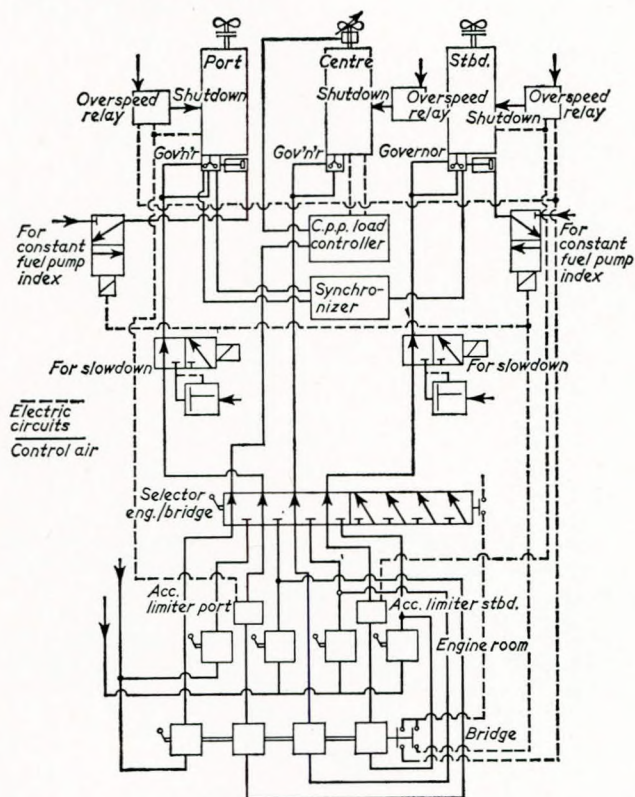 Port
Centre
Stbd.
Overspeed
relay
Shutdown
Shutdown
Overspeed
relay
Shutdown
Overspeed
relay
Gov'n'r
Gov'n'r
Governor
For
constant
fuel pump
index
C.p.p. load
controller
For
constant
fuel pump
index
Synchro-
nizer
For slowdown
For slowdown
Electric
circuits
Control air
Selector
eng./bridge
Acc.
limiter port
Acc.
limiter stbd.
Engine room
Bridge